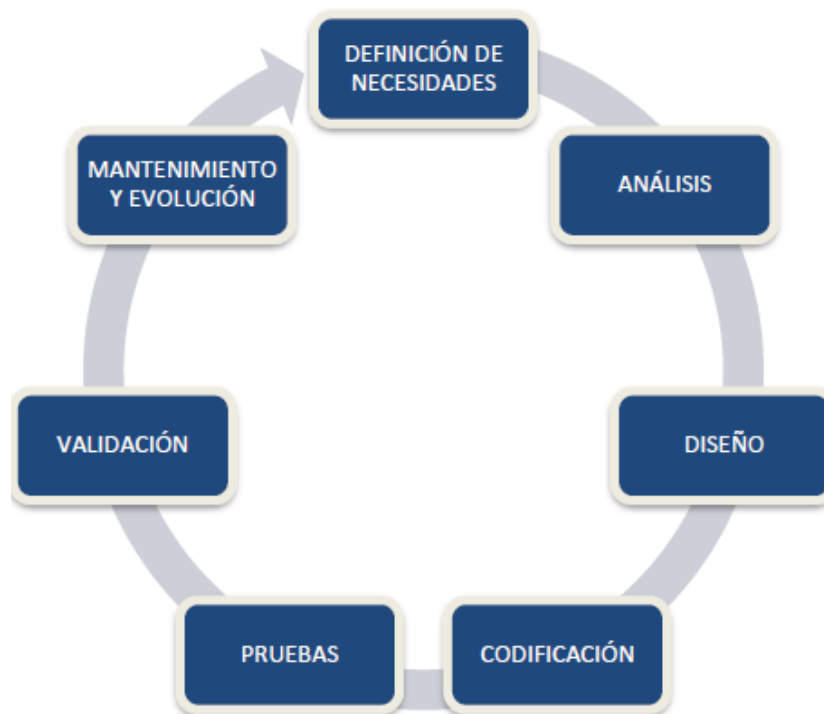 DEFINICIÓN DE
NECESIDADES
ANÁLISIS
DISEÑO
CODIFICACIÓN
PRUEBAS
VALIDACIÓN
MANTENIMIENTO
Y EVOLUCIÓN